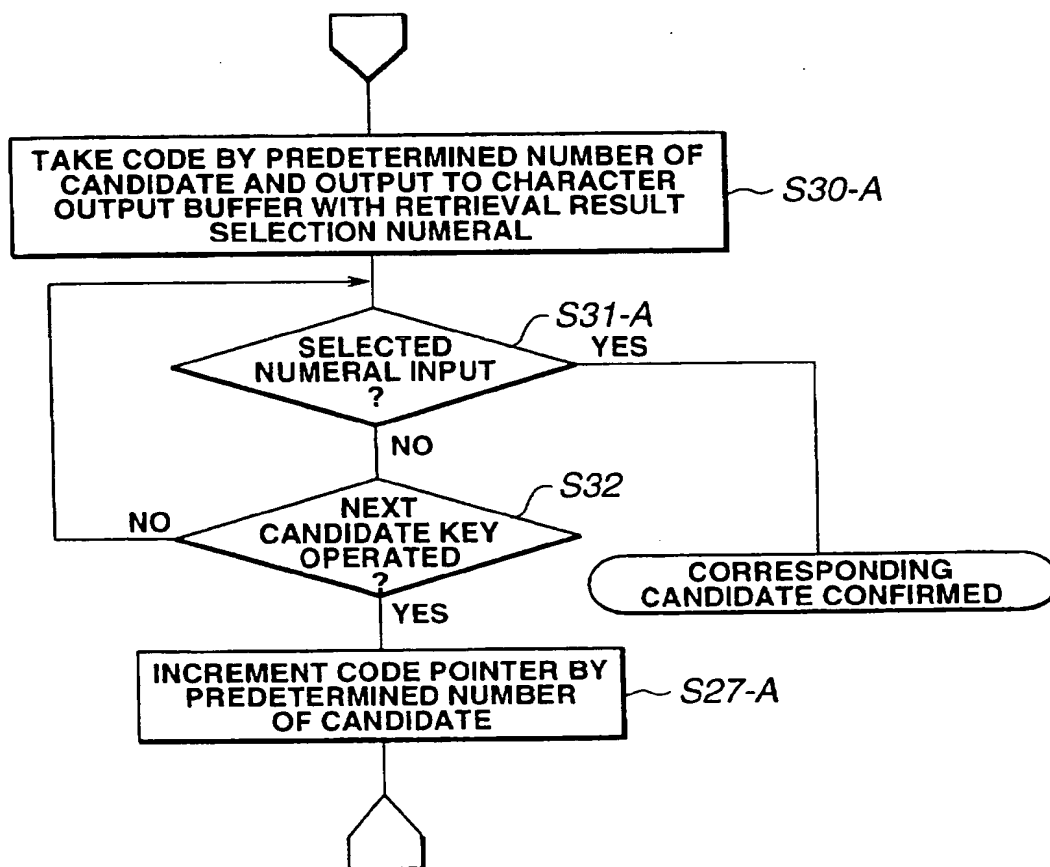 TAKE CODE BY PREDETERMINED NUMBER OF
CANDIDATE AND OUTPUT TO CHARACTER
OUTPUT BUFFER WITH RETRIEVAL RESULT
SELECTION NUMERAL
S30-A
S31-A
SELECTED
NUMERAL INPUT
?
YES
NO
S32
NEXT
CANDIDATE KEY
OPERATED
?
NO
YES
CORRESPONDING
CANDIDATE CONFIRMED
INCREMENT CODE POINTER BY
PREDETERMINED NUMBER
OF CANDIDATE
S27-A